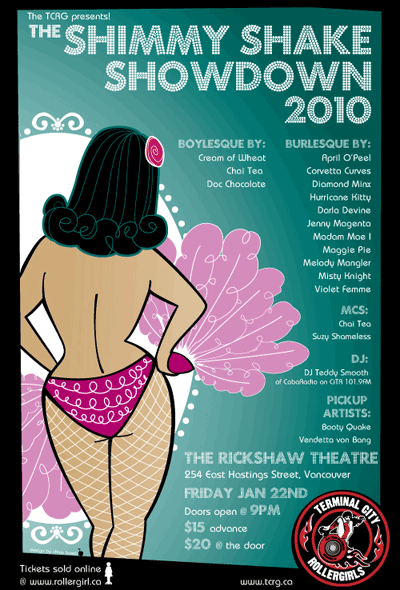 The TCRG presents!
THE SHIMMY SHAKE
SHOWDOWN
2010
BOYLESQUE BY:
Cream of Wheat
Chai Tea
Doc Chocolate
BURLESQUE BY:
April O'Peel
Corvetta Curves
Diamond Minx
Hurricane Kitty
Darla Devine
Jenny Magenta
Madam Mae I
Maggie Pie
Melody Mangler
Misty Knight
Violet Femme
MCS:
Chai Tea
Suzy Shameless
DJ:
DJ Teddy Smooth
of CobaRadio on CiTR 101.9FM
PICKUP
ARTISTS:
Booty Quake
Vendetta von Bang
THE RICKSHAW THEATRE
254 East Hastings Street, Vancouver
FRIDAY JAN 22ND
Doors open @ 9PM
$15 advance
$20 @ the door
TERMINAL CITY
ROLLERGIRLS
design by
Tickets sold online
@ www.rollergirl.ca
www.tcrg.ca